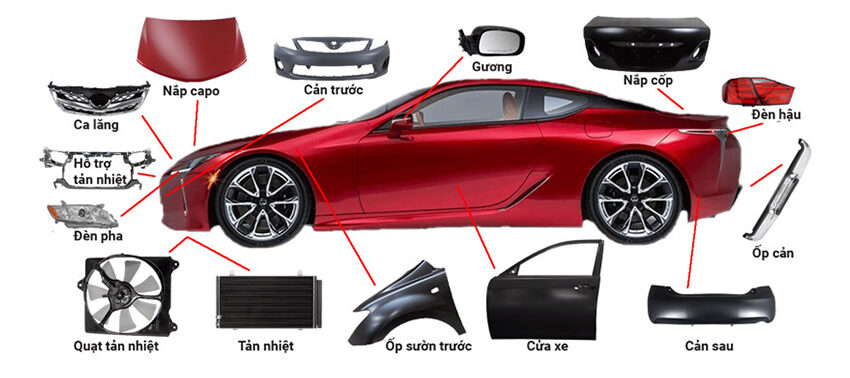 Nắp capo
Cản trước
Gương
Nắp cốp
Ca lăng
Đèn hậu
Hỗ trợ
tản nhiệt
Đèn pha
Ốp cản
Quạt tản nhiệt
Tản nhiệt
Ốp sườn trước
Cửa xe
Cản sau